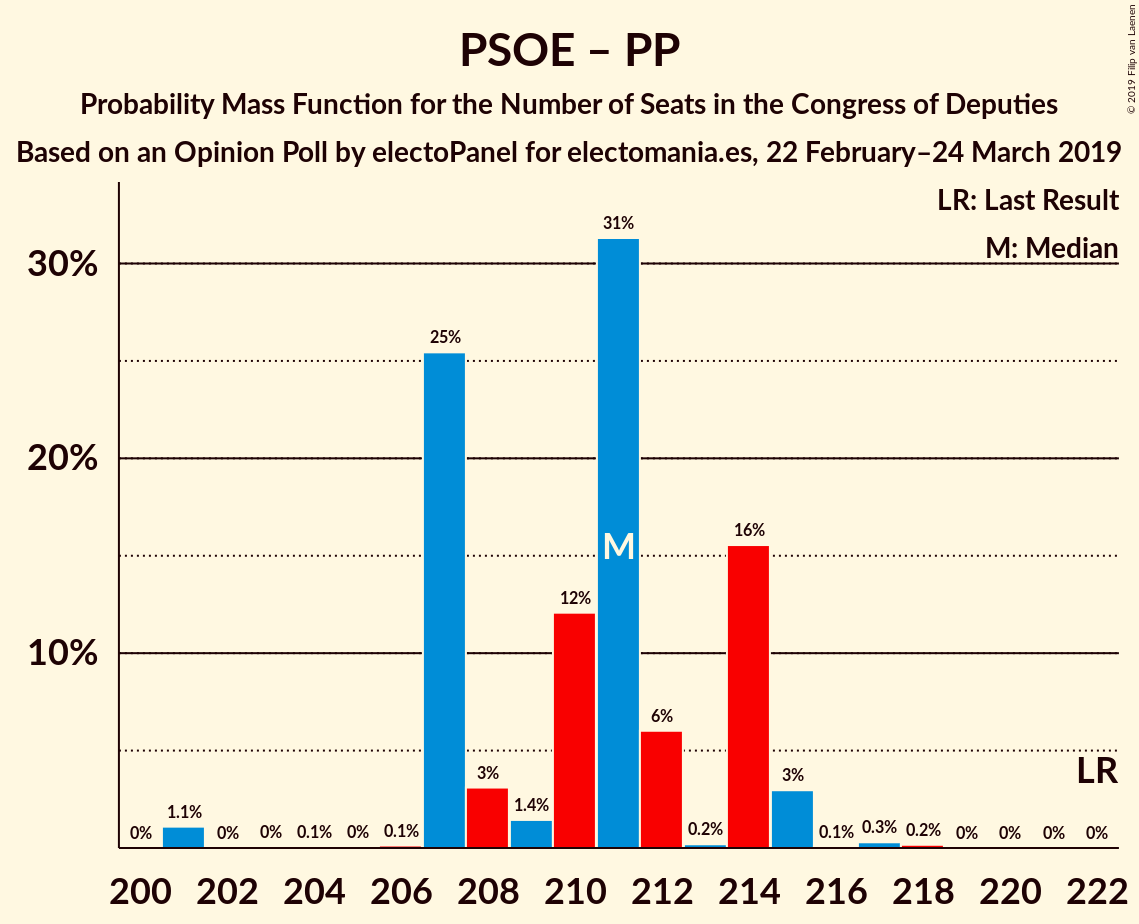 PSOE – PP
Probability Mass Function for the Number of Seats in the Congress of Deputies
Based on an Opinion Poll by electoPanel for electomania.es, 22 February–24 March 2019
© 2019 Filip van Laenen
LR: Last Result
M: Median
30%
20%
10%
0% 1.1% 0% 0% 0.1% 0% 0.1% 25% 3% 1.4% 12% 31% 6% 0.2% 16% 3% 0.1% 0.3% 0.2% 0% 0% 0% 0%
M
LR
200 202 204 206 208 210 212 214 216 218 220 222